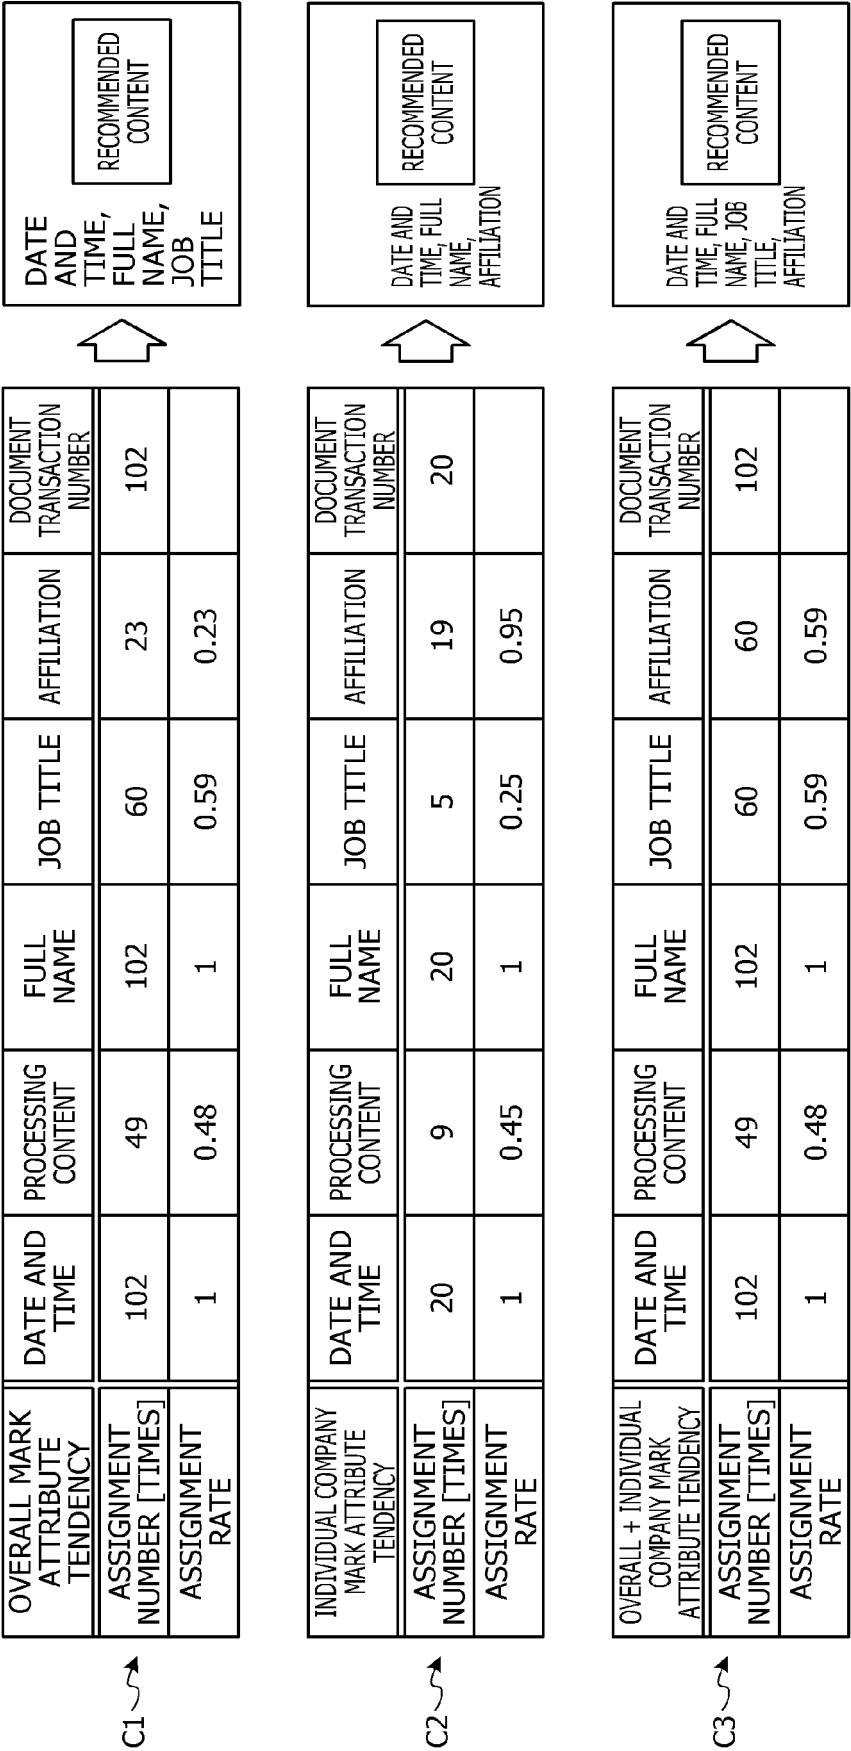 C1
OVERALL MARK
ATTRIBUTE
TENDENCY
DATE AND
TIME
PROCESSING
CONTENT
FULL
NAME
JOB TITLE
AFFILIATION
DOCUMENT
TRANSACTION
NUMBER
ASSIGNMENT
NUMBER [TIMES]
102
49
102
60
23
102
ASSIGNMENT
RATE
1
0.48
1
0.59
0.23
DATE
AND
TIME,
FULL
NAME,
JOB
TITLE
RECOMMENDED
CONTENT
C2
INDIVIDUAL COMPANY
MARK ATTRIBUTE
TENDENCY
DATE AND
TIME
PROCESSING
CONTENT
FULL
NAME
JOB TITLE
AFFILIATION
DOCUMENT
TRANSACTION
NUMBER
ASSIGNMENT
NUMBER [TIMES]
20
9
20
5
19
20
ASSIGNMENT
RATE
1
0.45
1
0.25
0.95
DATE AND
TIME, FULL
NAME,
AFFILIATION
RECOMMENDED
CONTENT
C3
OVERALL + INDIVIDUAL
COMPANY MARK
ATTRIBUTE TENDENCY
DATE AND
TIME
PROCESSING
CONTENT
FULL
NAME
JOB TITLE
AFFILIATION
DOCUMENT
TRANSACTION
NUMBER
ASSIGNMENT
NUMBER [TIMES]
102
49
102
60
60
102
ASSIGNMENT
RATE
1
0.48
1
0.59
0.59
DATE AND
TIME, FULL
NAME, JOB
TITLE,
AFFILIATION
RECOMMENDED
CONTENT